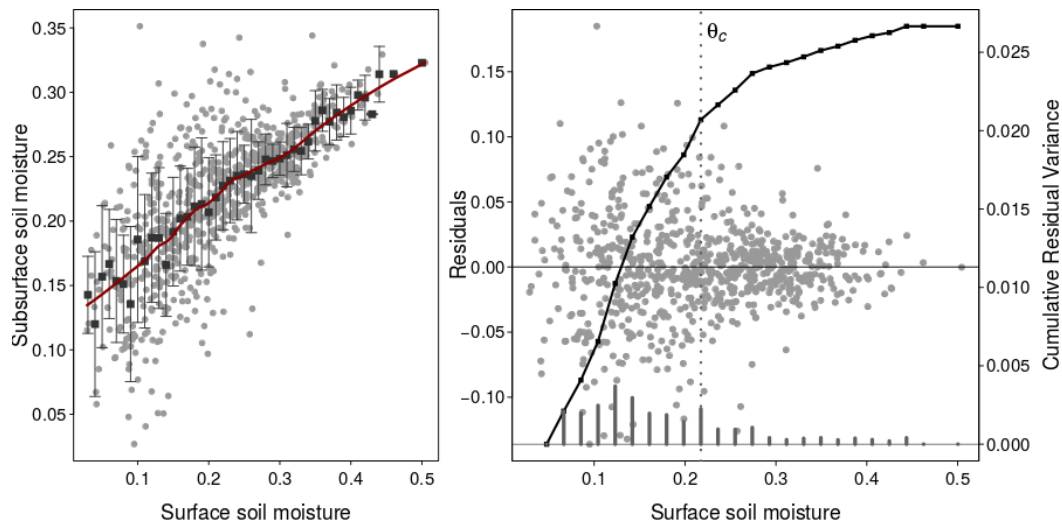 Subsurface soil moisture
0.35
0.30
0.25
0.20
0.15
0.10
0.05
0.1 0.2 0.3 0.4 0.5
Surface soil moisture
Residuals
0.15
0.10
0.05
0.00
−0.05
−0.10
θc
0.1 0.2 0.3 0.4 0.5
Surface soil moisture
0.025
0.020
0.015
0.010
0.005
0.000
Cumulative Residual Variance